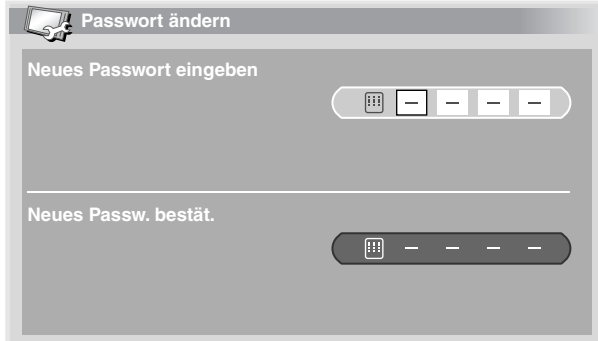 Passwort ändern
Neues Passwort eingeben
– – – –
Neues Passw. bestät.
– – – –